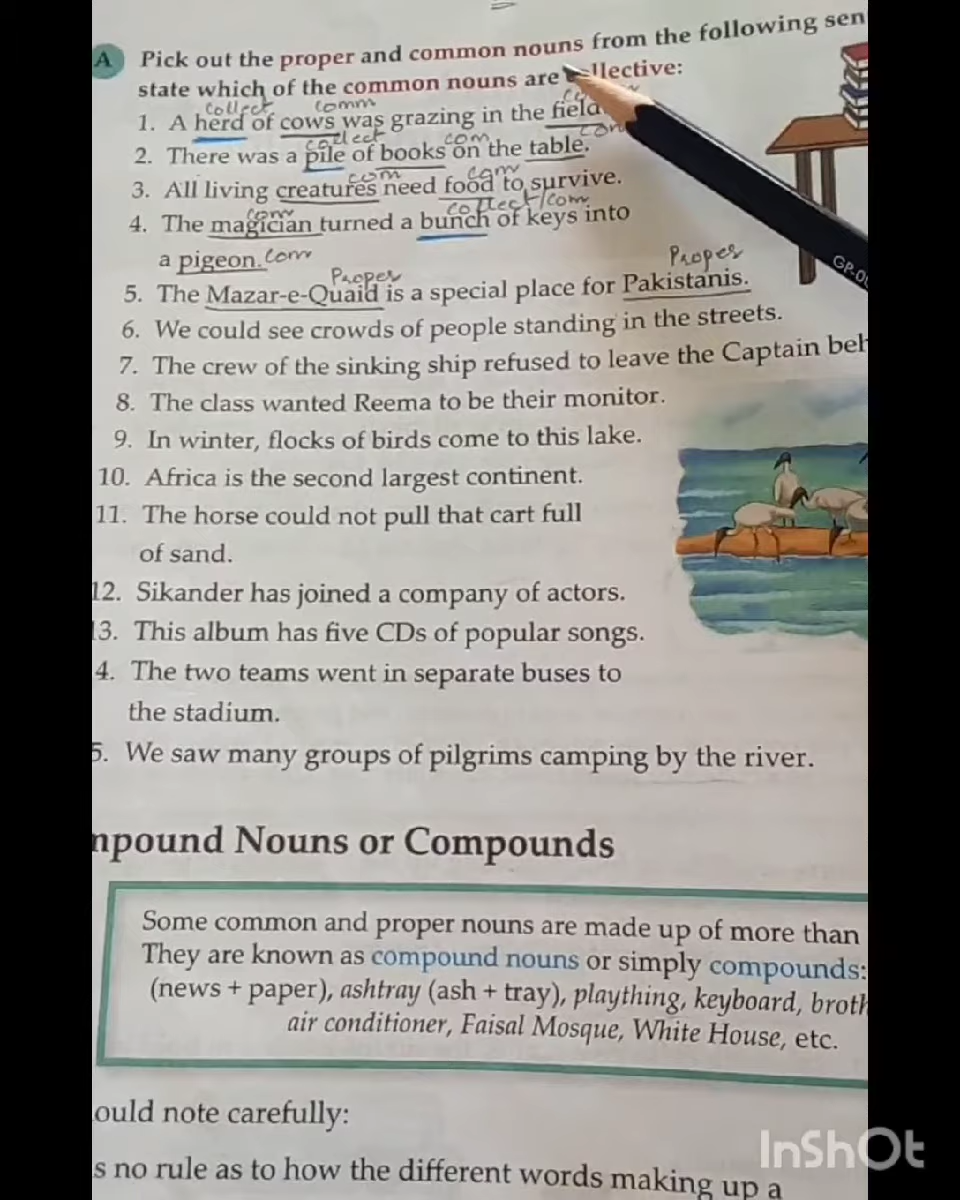 A Pick out the proper and common nouns from the following sen
state which of the common nouns are collective:
collect comm
1. A herd of cows was grazing in the field
collect com com
2. There was a pile of books on the table.
com com
3. All living creatures need food to survive.
com collect/com
4. The magician turned a bunch of keys into
a pigeon. com
Proper Proper
5. The Mazar-e-Quaid is a special place for Pakistanis.
6. We could see crowds of people standing in the streets.
7. The crew of the sinking ship refused to leave the Captain beh
8. The class wanted Reema to be their monitor.
9. In winter, flocks of birds come to this lake.
10. Africa is the second largest continent.
11. The horse could not pull that cart full
of sand.
12. Sikander has joined a company of actors.
13. This album has five CDs of popular songs.
4. The two teams went in separate buses to
the stadium.
5. We saw many groups of pilgrims camping by the river.
mpound Nouns or Compounds
Some common and proper nouns are made up of more than
They are known as compound nouns or simply compounds:
(news + paper), ashtray (ash + tray), plaything, keyboard, broth
air conditioner, Faisal Mosque, White House, etc.
ould note carefully:
s no rule as to how the different words making up a
GP-0
InShOt